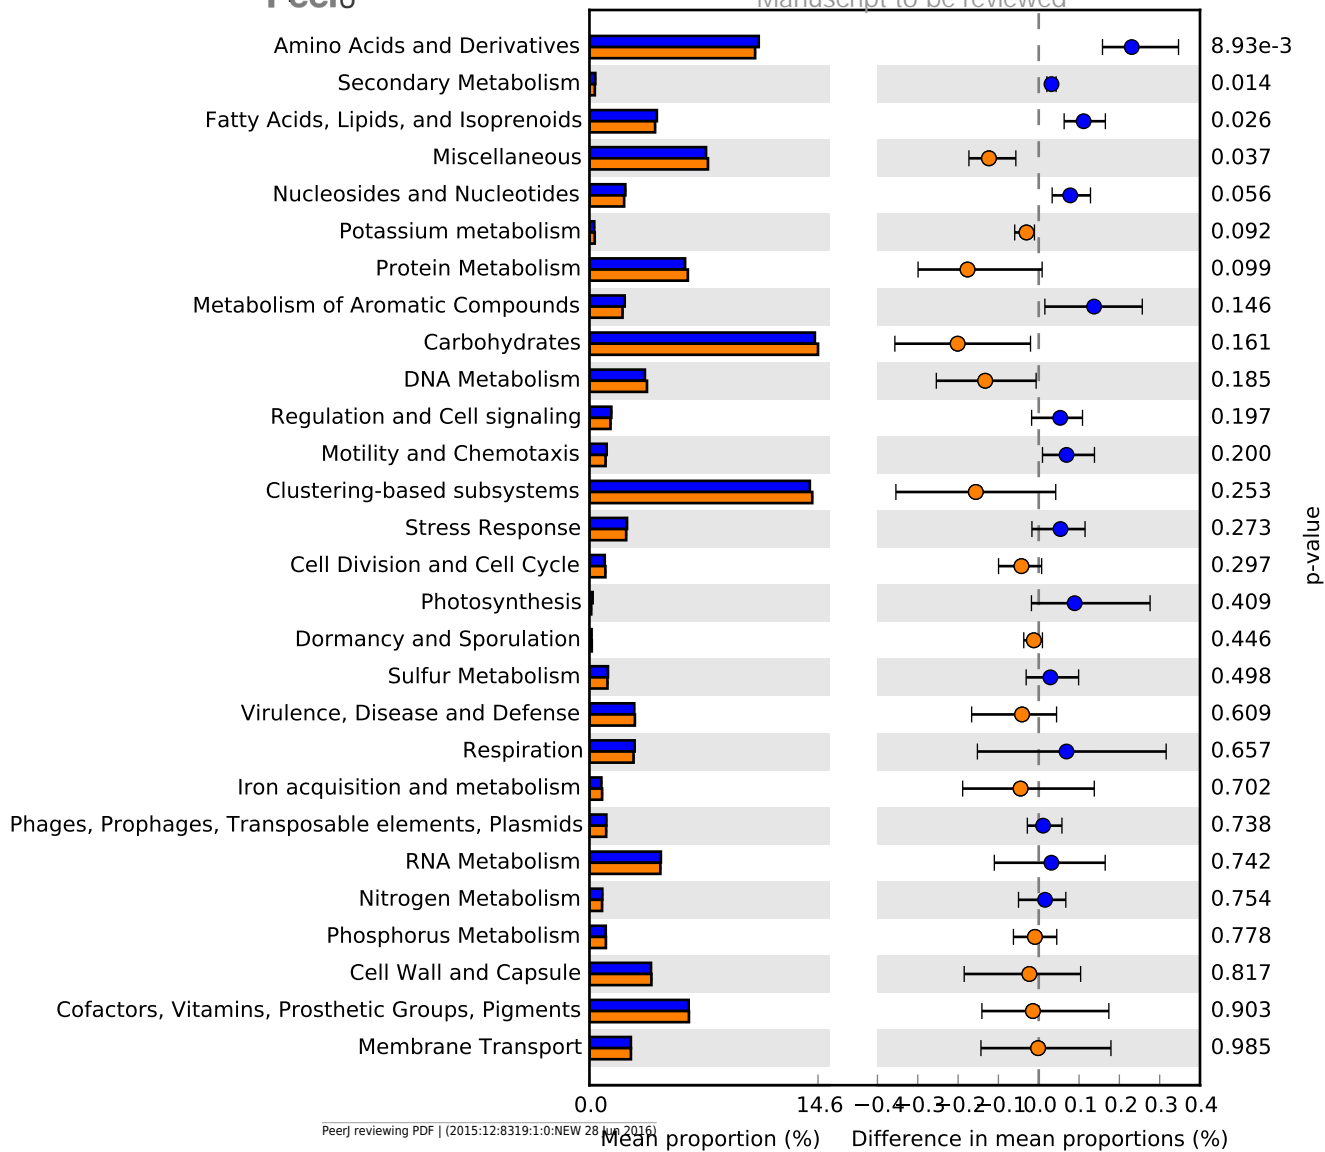 PeerJ
Manuscript to be reviewed
Amino Acids and Derivatives 8.93e-3
Secondary Metabolism 0.014
Fatty Acids, Lipids, and Isoprenoids 0.026
Miscellaneous 0.037
Nucleosides and Nucleotides 0.056
Potassium metabolism 0.092
Protein Metabolism 0.099
Metabolism of Aromatic Compounds 0.146
Carbohydrates 0.161
DNA Metabolism 0.185
Regulation and Cell signaling 0.197
Motility and Chemotaxis 0.200
Clustering-based subsystems 0.253
Stress Response 0.273
Cell Division and Cell Cycle 0.297
Photosynthesis 0.409
Dormancy and Sporulation 0.446
Sulfur Metabolism 0.498
Virulence, Disease and Defense 0.609
Respiration 0.657
Iron acquisition and metabolism 0.702
Phages, Prophages, Transposable elements, Plasmids 0.738
RNA Metabolism 0.742
Nitrogen Metabolism 0.754
Phosphorus Metabolism 0.778
Cell Wall and Capsule 0.817
Cofactors, Vitamins, Prosthetic Groups, Pigments 0.903
Membrane Transport 0.985
p-value
0.0 14.6 −0.4 −0.3 −0.2 −0.1 0.0 0.1 0.2 0.3 0.4
PeerJ reviewing PDF | (2015:12:8319:1:0:NEW 28 Jun 2016)
Mean proportion (%) Difference in mean proportions (%)